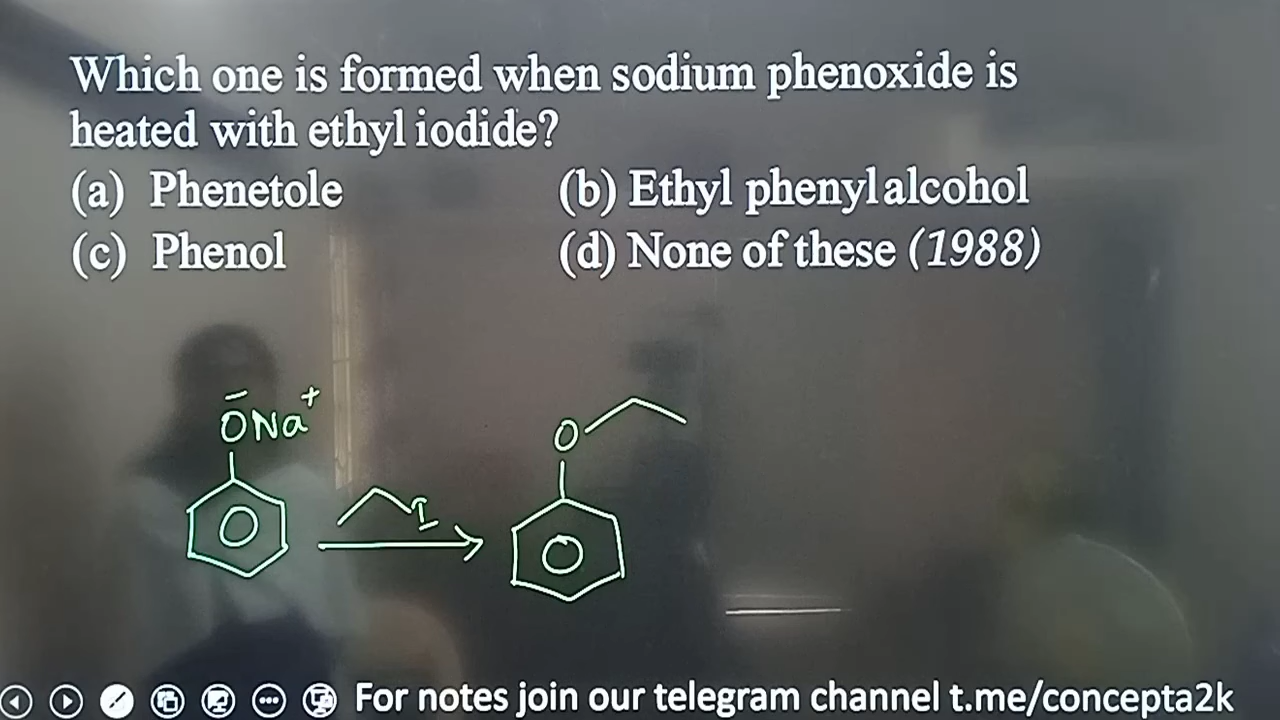 Which one is formed when sodium phenoxide is
heated with ethyl iodide?
(a) Phenetole (b) Ethyl phenyl alcohol
(c) Phenol (d) None of these (1988)
ŌNa⁺
O
I
For notes join our telegram channel t.me/concepta2k